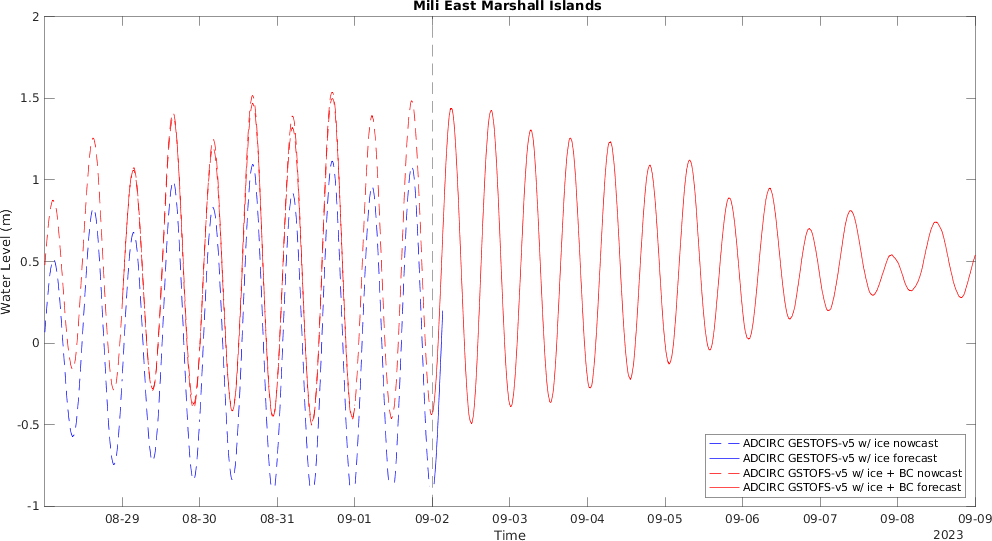 Mili East Marshall Islands
2
1.5
1
0.5
0
-0.5
-1
Water Level (m)
ADCIRC GESTOFS-v5 w/ ice nowcast
ADCIRC GESTOFS-v5 w/ ice forecast
ADCIRC GSTOFS-v5 w/ ice + BC nowcast
ADCIRC GSTOFS-v5 w/ ice + BC forecast
08-29 08-30 08-31 09-01 09-02 09-03 09-04 09-05 09-06 09-07 09-08 09-09
Time
2023